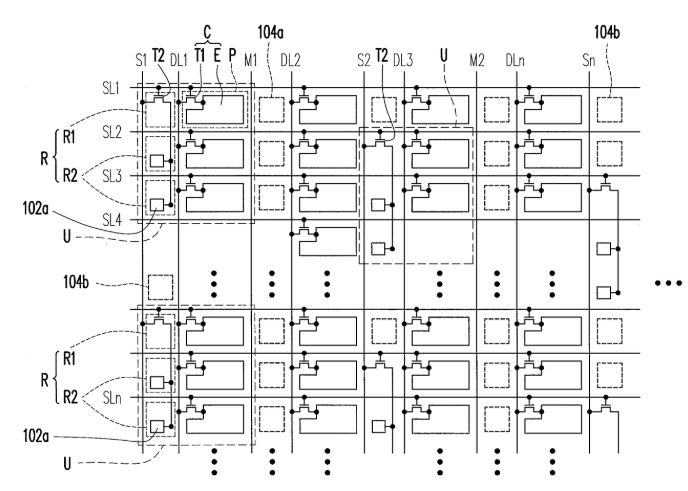 C
104a
104b
S1
T2
DL1
T1
E
P
M1
DL2
S2
T2
DL3
U
M2
DLn
Sn
SL1
R1
SL2
R
R2
SL3
102a
SL4
U
104b
R1
R
R2
SLn
102a
U